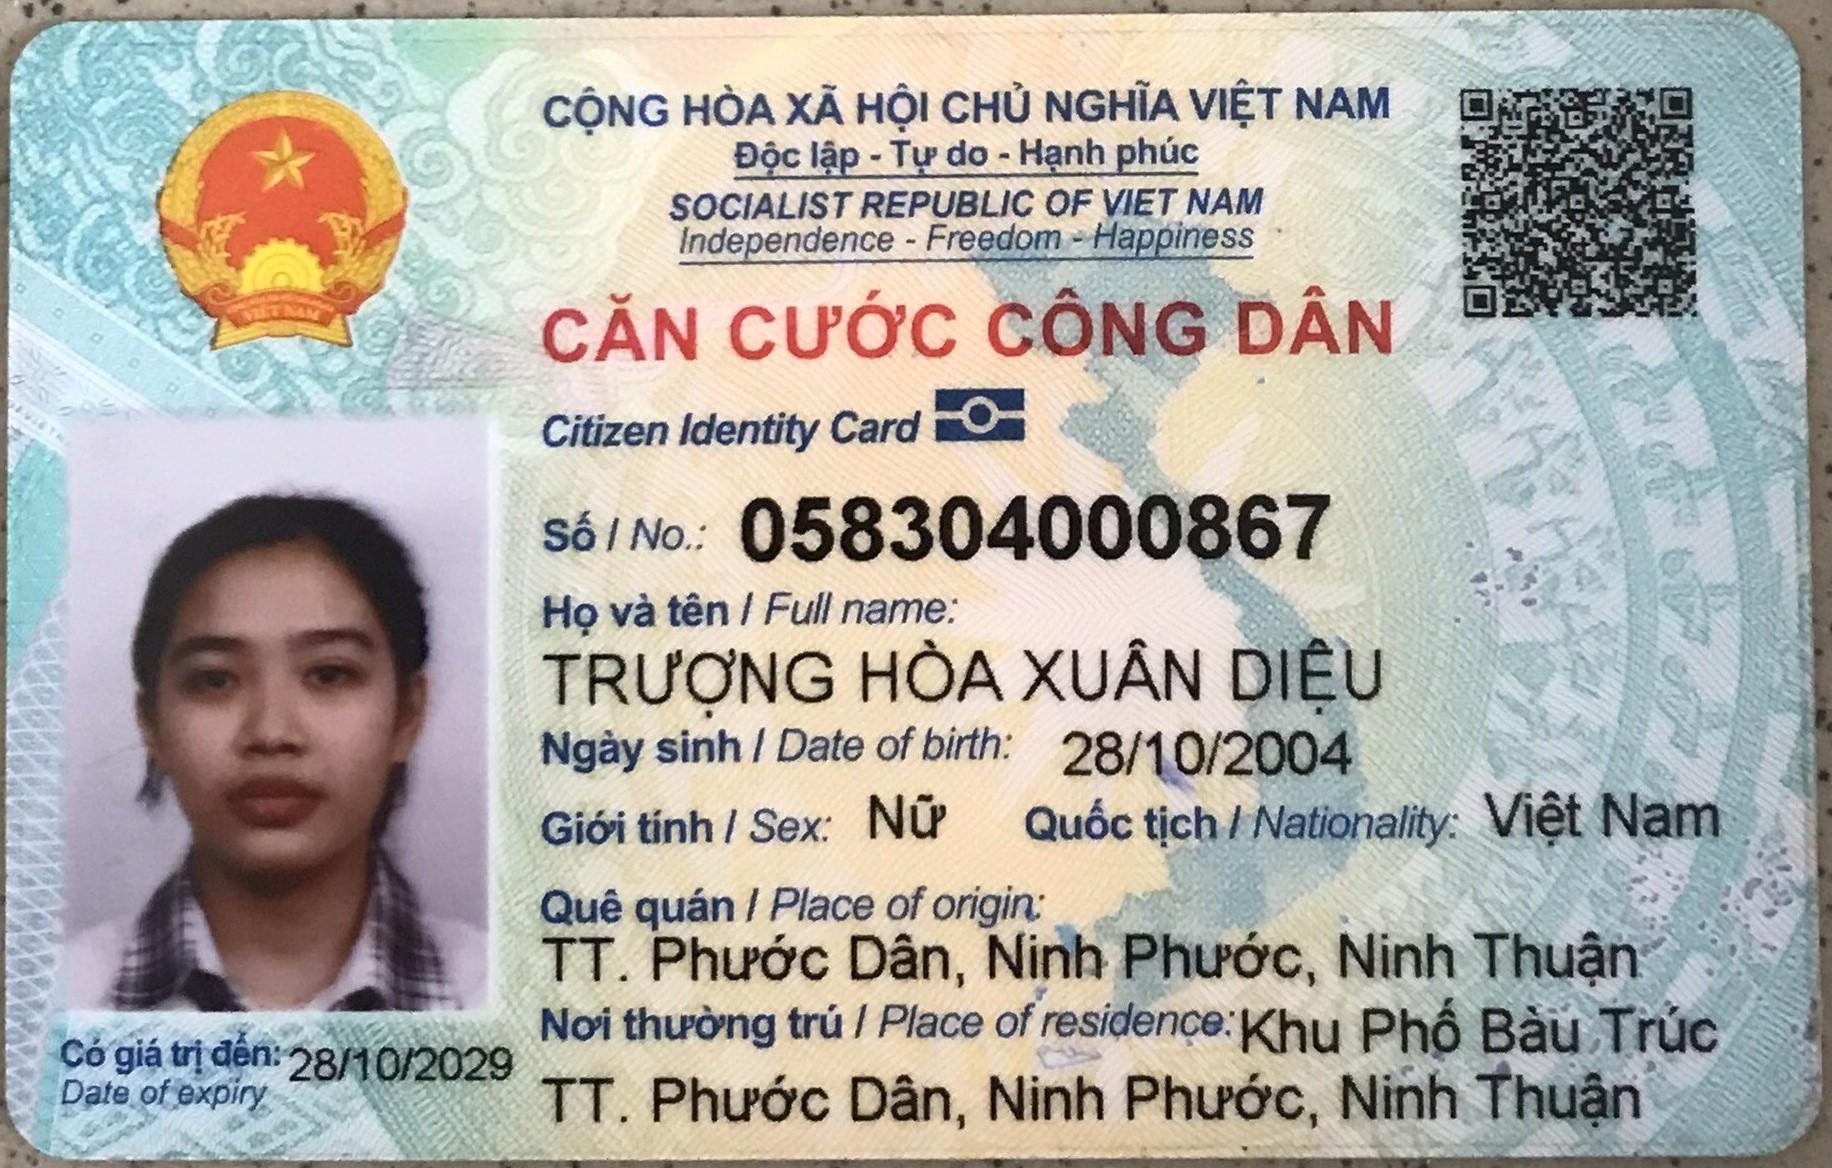 CỘNG HÒA XÃ HỘI CHỦ NGHĨA VIỆT NAM
Độc lập - Tự do - Hạnh phúc
SOCIALIST REPUBLIC OF VIET NAM
Independence - Freedom - Happiness
VIỆT NAM
CĂN CƯỚC CÔNG DÂN
Citizen Identity Card
Số / No.: 058304000867
Họ và tên / Full name:
TRƯỢNG HÒA XUÂN DIỆU
Ngày sinh / Date of birth: 28/10/2004
Giới tính / Sex: Nữ Quốc tịch / Nationality: Việt Nam
Quê quán / Place of origin:
TT. Phước Dân, Ninh Phước, Ninh Thuận
Nơi thường trú / Place of residence: Khu Phố Bàu Trúc
TT. Phước Dân, Ninh Phước, Ninh Thuận
Có giá trị đến: 28/10/2029
Date of expiry